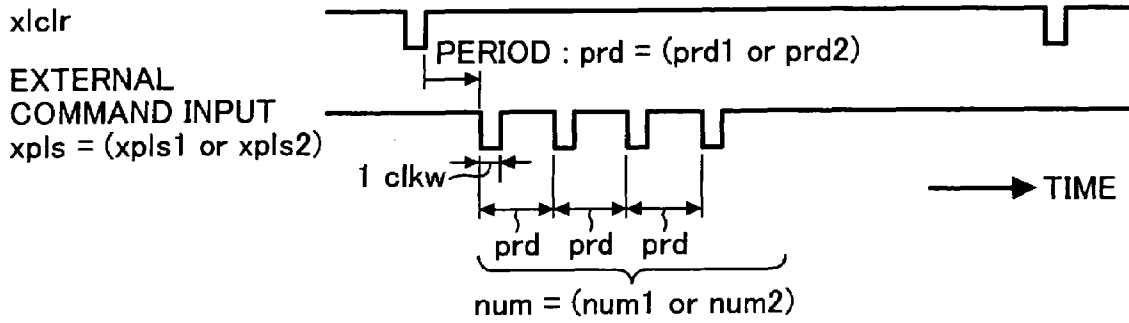 xlclr
PERIOD : prd = (prd1 or prd2)
EXTERNAL
COMMAND INPUT
xpls = (xpls1 or xpls2)
1 clkw
TIME
prd prd prd
num = (num1 or num2)